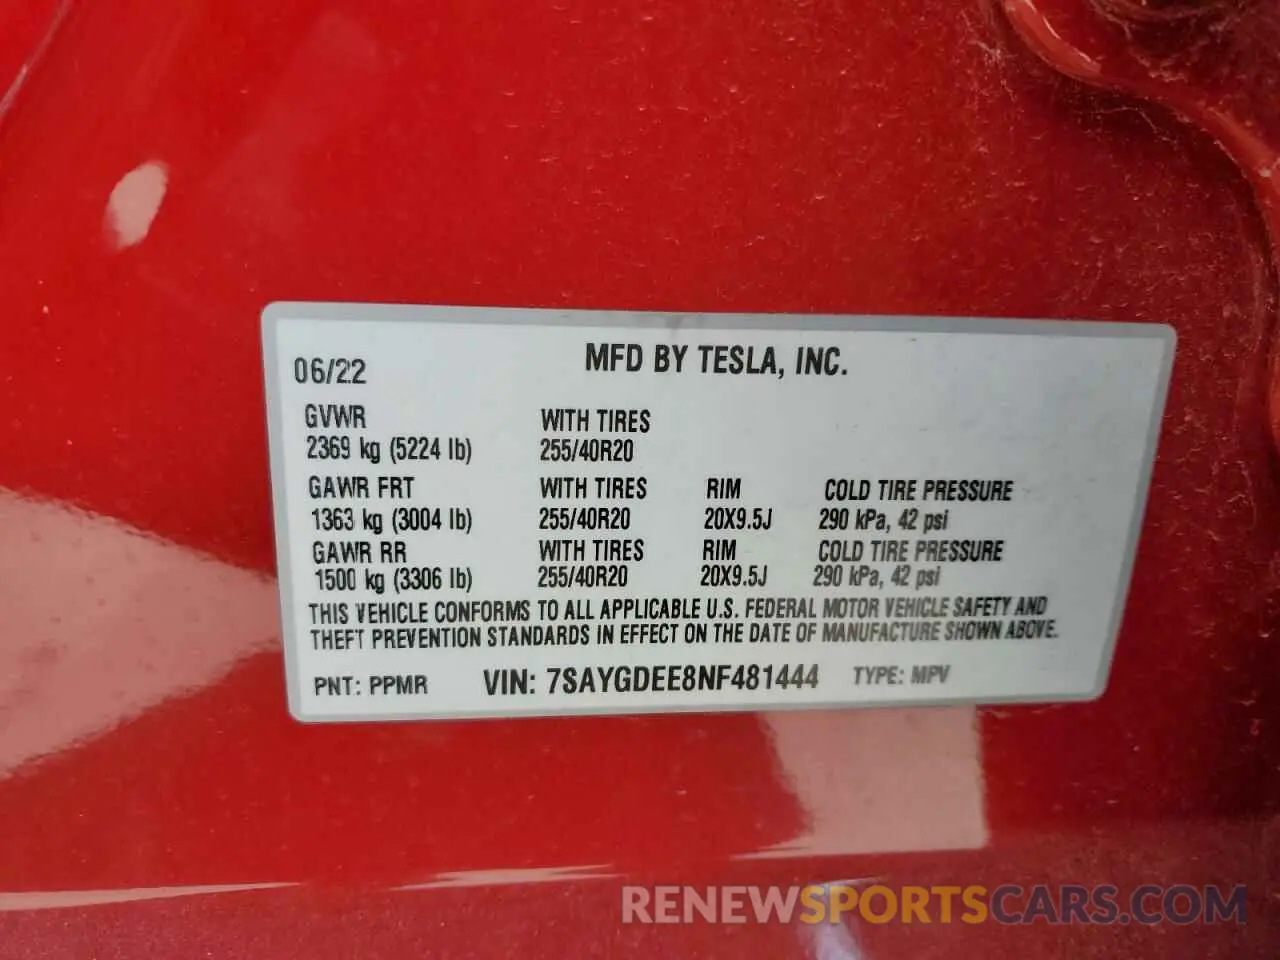 06/22 MFD BY TESLA, INC.
GVWR WITH TIRES
2369 kg (5224 lb) 255/40R20
GAWR FRT WITH TIRES RIM COLD TIRE PRESSURE
1363 kg (3004 lb) 255/40R20 20X9.5J 290 kPa, 42 psi
GAWR RR WITH TIRES RIM COLD TIRE PRESSURE
1500 kg (3306 lb) 255/40R20 20X9.5J 290 kPa, 42 psi
THIS VEHICLE CONFORMS TO ALL APPLICABLE U.S. FEDERAL MOTOR VEHICLE SAFETY AND
THEFT PREVENTION STANDARDS IN EFFECT ON THE DATE OF MANUFACTURE SHOWN ABOVE.
PNT: PPMR VIN: 7SAYGDEE8NF481444 TYPE: MPV
RENEWSPORTSCARS.COM